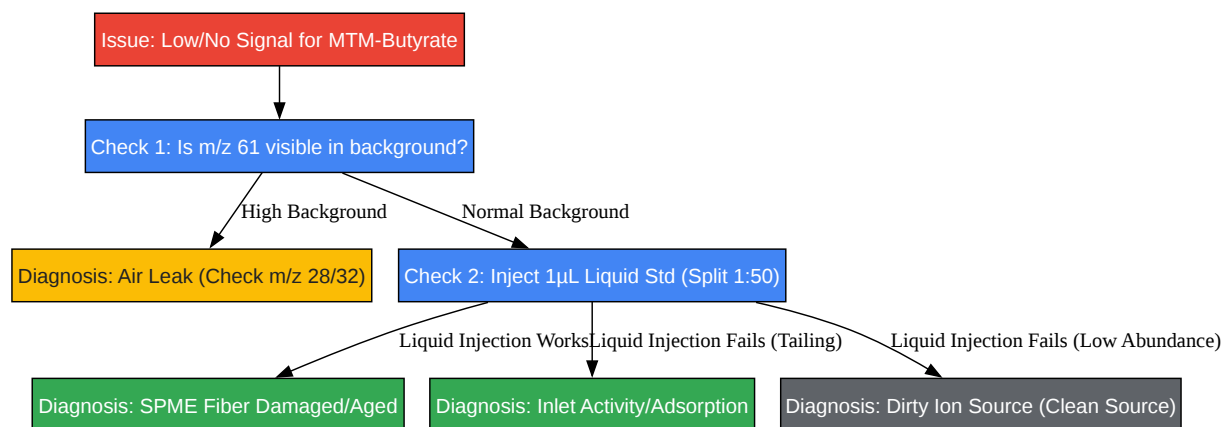 Issue: Low/No Signal for MTM-Butyrate
Check 1: Is m/z 61 visible in background?
High Background
Normal Background
Diagnosis: Air Leak (Check m/z 28/32)
Check 2: Inject 1µL Liquid Std (Split 1:50)
Liquid Injection Works
Liquid Injection Fails (Tailing)
Liquid Injection Fails (Low Abundance)
Diagnosis: SPME Fiber Damaged/Aged
Diagnosis: Inlet Activity/Adsorption
Diagnosis: Dirty Ion Source (Clean Source)